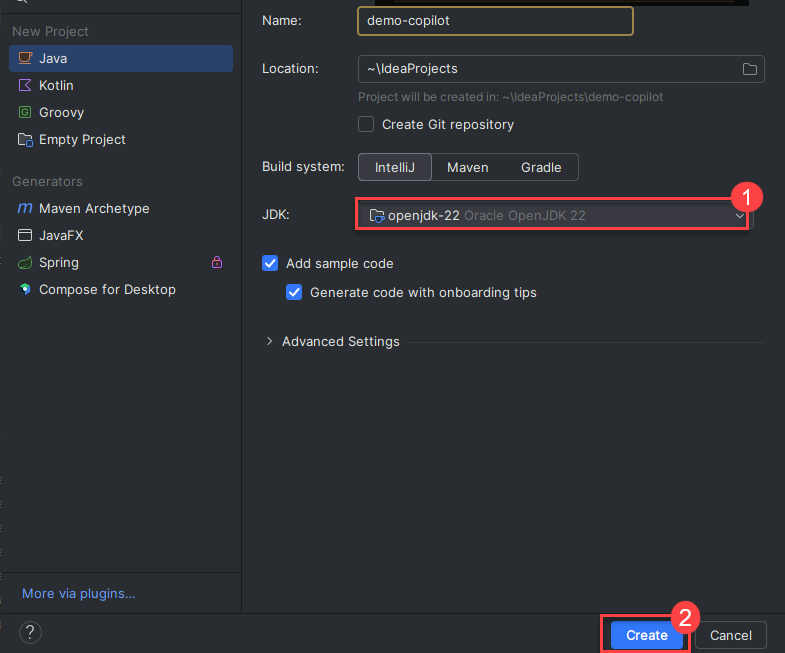 New Project
Java
Kotlin
Groovy
Empty Project
Generators
Maven Archetype
JavaFX
Spring
Compose for Desktop
More via plugins...
?
Name: demo-copilot
Location: ~\IdeaProjects
Project will be created in: ~\IdeaProjects\demo-copilot
Create Git repository
Build system: IntelliJ Maven Gradle
1
JDK: openjdk-22 Oracle OpenJDK 22
Add sample code
Generate code with onboarding tips
Advanced Settings
2
Create Cancel